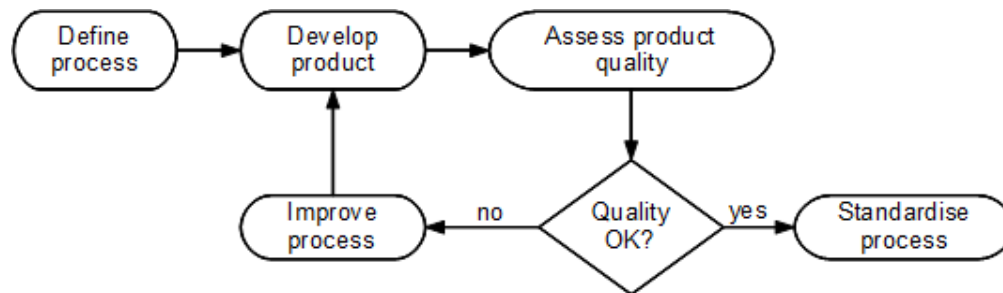 Define
process
Develop
product
Assess product
quality
Improve
process
no
Quality
OK?
yes
Standardise
process